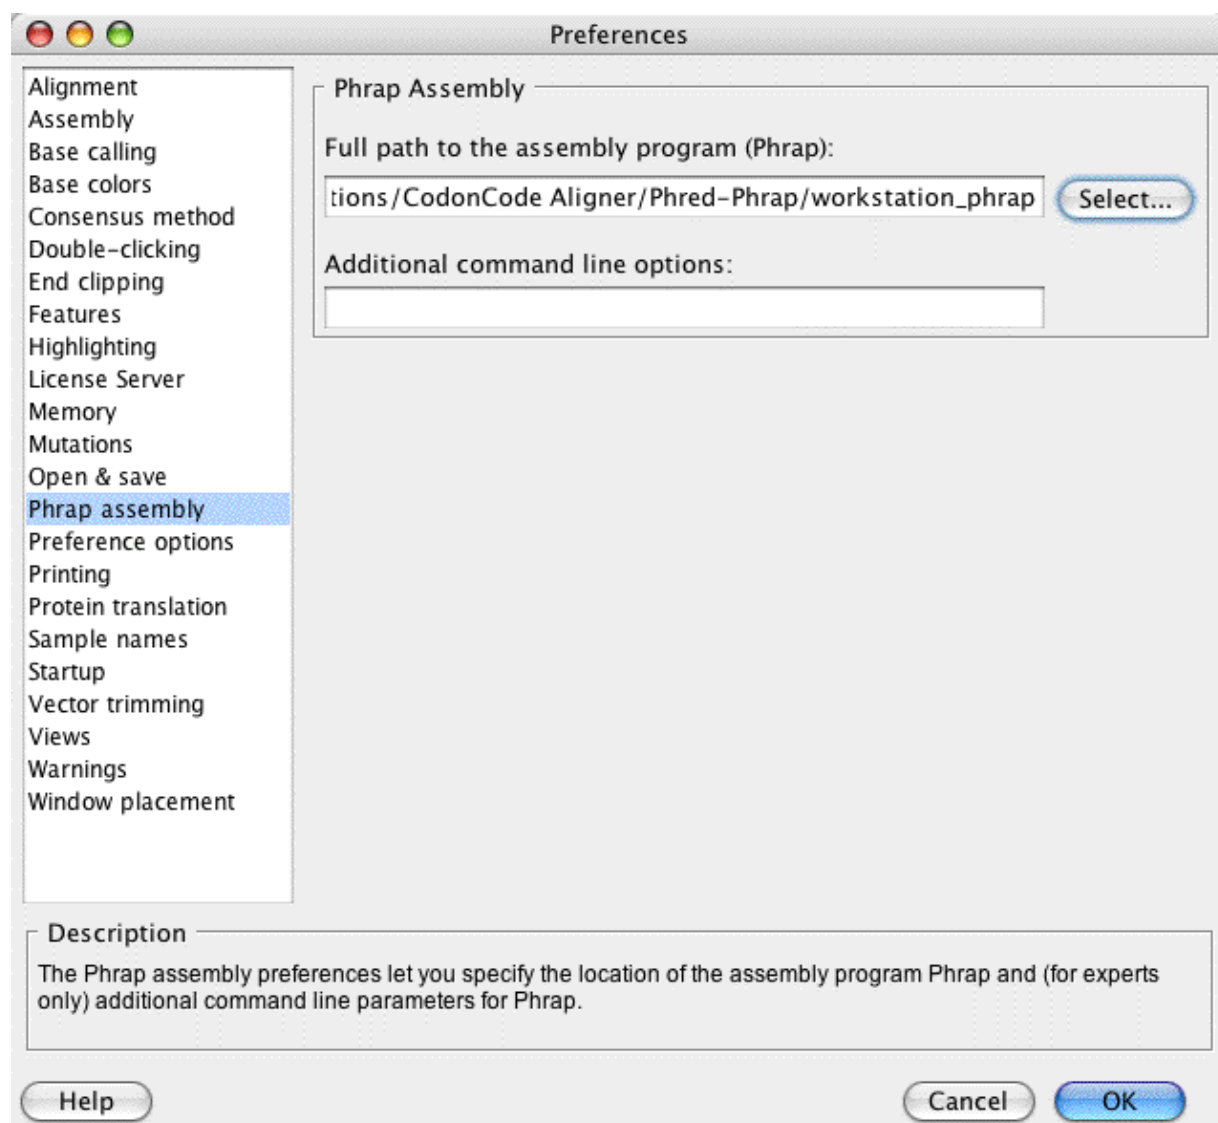 Preferences
Alignment
Assembly
Base calling
Base colors
Consensus method
Double-clicking
End clipping
Features
Highlighting
License Server
Memory
Mutations
Open & save
Phrap assembly
Preference options
Printing
Protein translation
Sample names
Startup
Vector trimming
Views
Warnings
Window placement
Phrap Assembly
Full path to the assembly program (Phrap):
tions/CodonCode Aligner/Phred-Phrap/workstation_phrap
Select...
Additional command line options:
Description
The Phrap assembly preferences let you specify the location of the assembly program Phrap and (for experts
only) additional command line parameters for Phrap.
Help
Cancel
OK